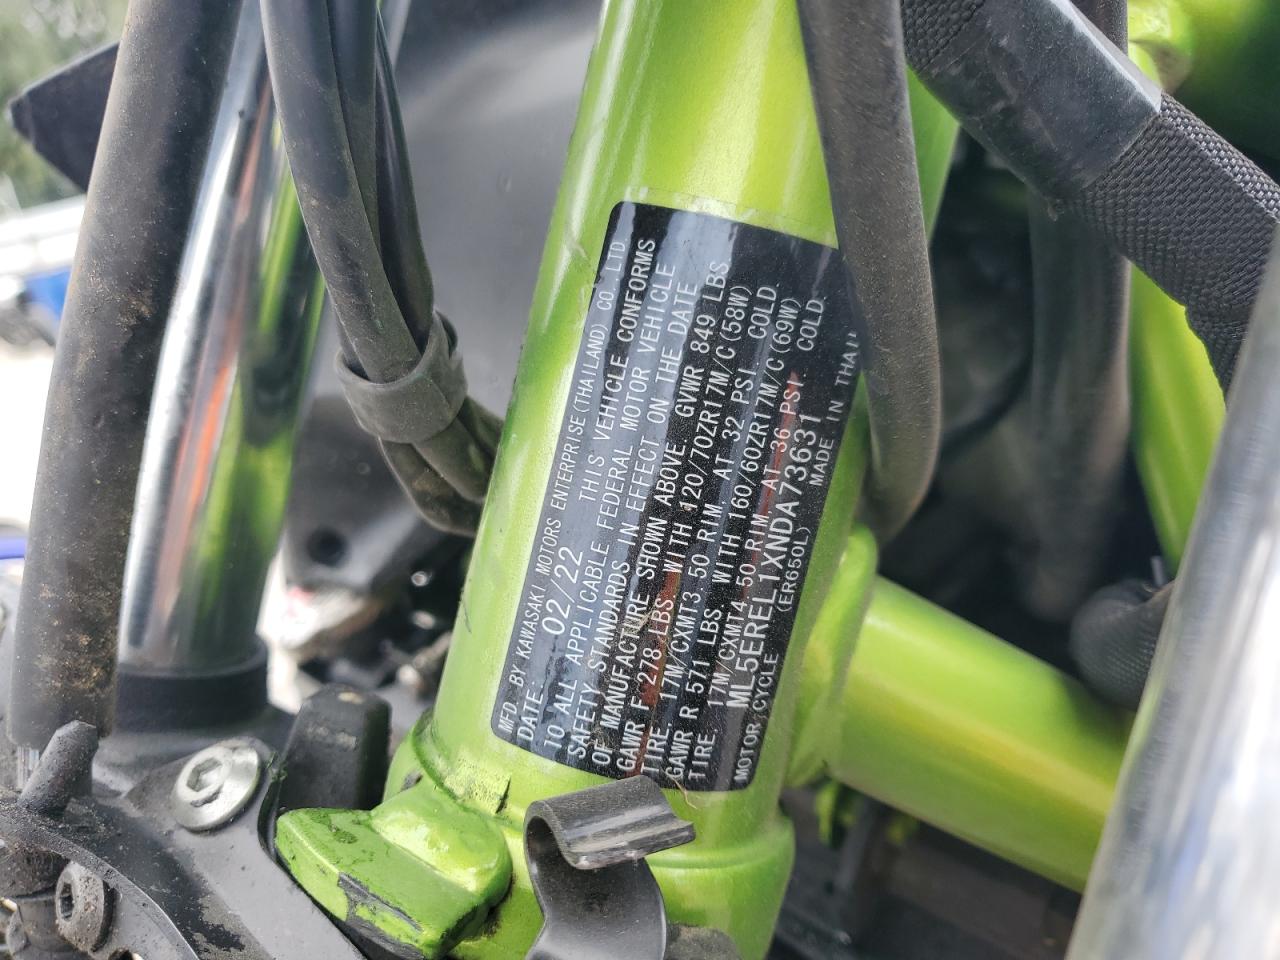 MFD. BY KAWASAKI MOTORS ENTERPRISE(THAILAND) CO., LTD.
DATE: 02/22 THIS VEHICLE CONFORMS
TO ALL APPLICABLE FEDERAL MOTOR VEHICLE
SAFETY STANDARDS IN EFFECT ON THE DATE
OF MANUFACTURE SHOWN ABOVE. GVWR 849 LBS
GAWR F 278 LBS WITH 120/70ZR17M/C(58W)
TIRE, 17M/CXMT3.50 RIM, AT 32 PSI COLD.
GAWR R 571 LBS WITH 160/60ZR17M/C(69W)
TIRE, 17M/CXMT4.50 RIM, AT 36 PSI COLD.
ML5EREL1XNDA73631
MOTORCYCLE (ER650L) MADE IN THAIL